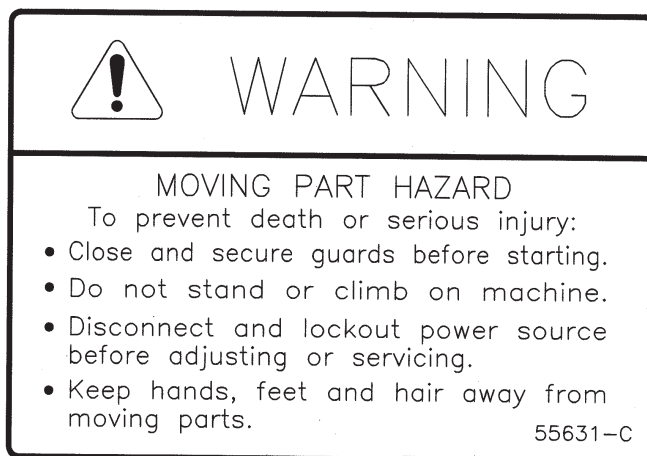 WARNING
MOVING PART HAZARD
To prevent death or serious injury:
• Close and secure guards before starting.
• Do not stand or climb on machine.
• Disconnect and lockout power source
before adjusting or servicing.
• Keep hands, feet and hair away from
moving parts.
55631-C